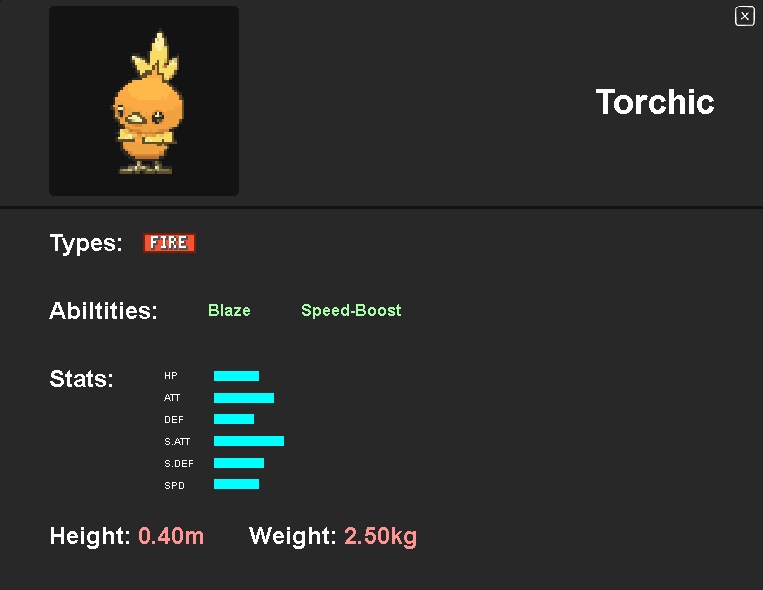 Torchic
Types: FIRE
Abiltities: Blaze Speed-Boost
Stats: HP
ATT
DEF
S.ATT
S.DEF
SPD
Height: 0.40m Weight: 2.50kg